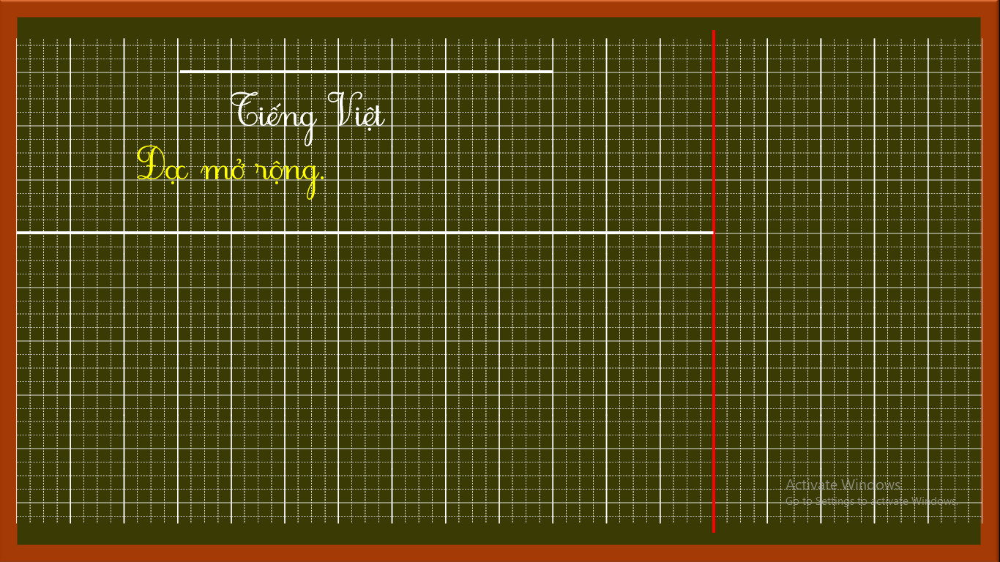 Tiếng Việt
Đọc mở rộng.
Activate Windows
Go to Settings to activate Windows.